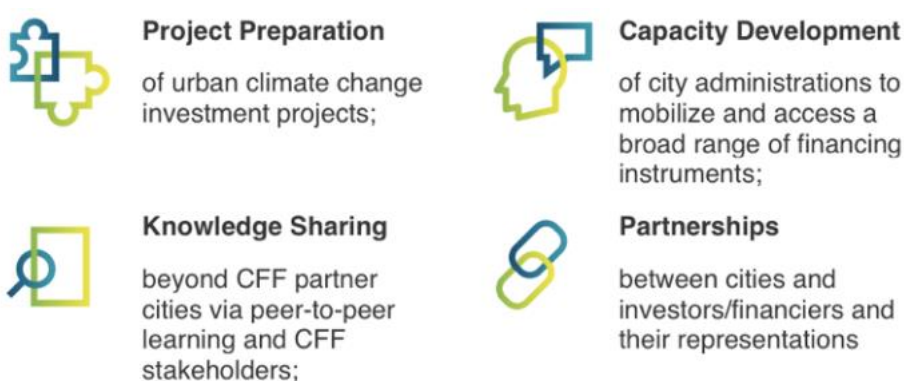 Project Preparation
of urban climate change
investment projects;
Capacity Development
of city administrations to
mobilize and access a
broad range of financing
instruments;
Knowledge Sharing
beyond CFF partner
cities via peer-to-peer
learning and CFF
stakeholders;
Partnerships
between cities and
investors/financiers and
their representations